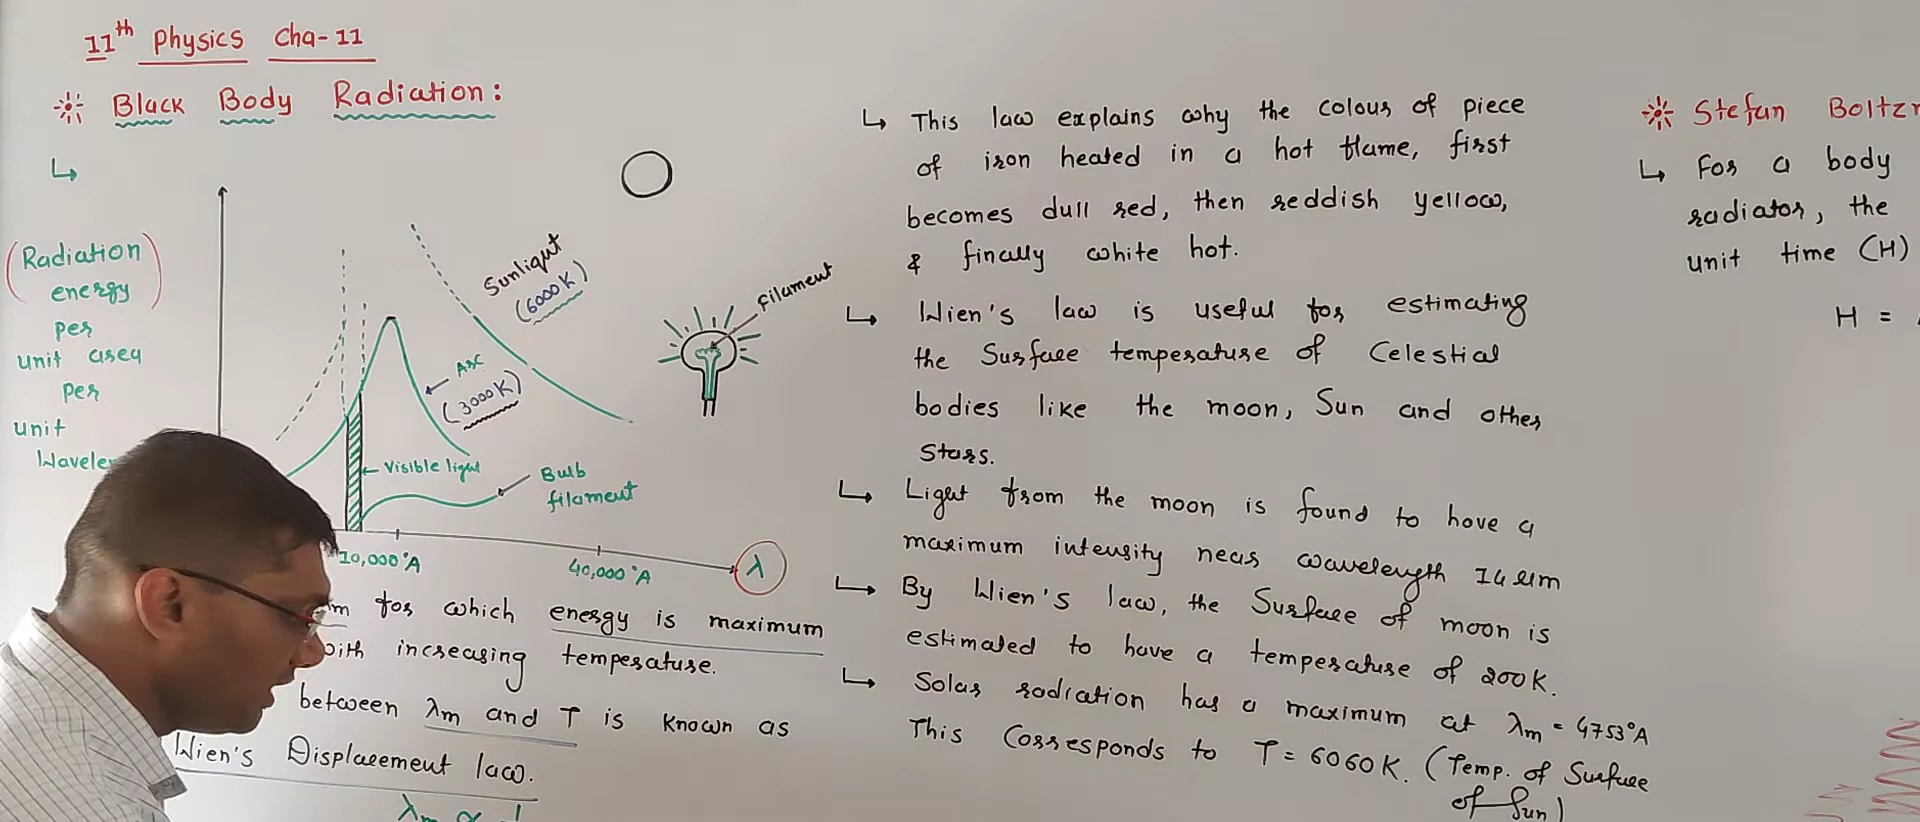 11th Physics Cha-11
Black Body Radiation:
(Radiation
energy)
per
unit area
per
unit
Sunlight
(6000K)
Arc
(3000K)
Visible light
Bulb
filament
filament
10,000°A
40,000°A
λ
for which energy is maximum
with increasing temperature.
between λm and T is known as
Wien's Displacement law.
λm ∝
↳ This law explains why the colour of piece
of iron heated in a hot flame, first
becomes dull red, then reddish yellow,
& finally white hot.
↳ Wien's law is useful for estimating
the Surface temperature of Celestial
bodies like the moon, Sun and other
Stars.
↳ Light from the moon is found to have a
maximum intensity near wavelength 14 μm
↳ By Wien's law, the Surface of moon is
estimated to have a temperature of 200K.
↳ Solar radiation has a maximum at λm = 4753°A
This Corresponds to T = 6060K. (Temp. of Surface
of Sun)
Stefan
↳ For a body
radiator, the
unit time (H)
H =